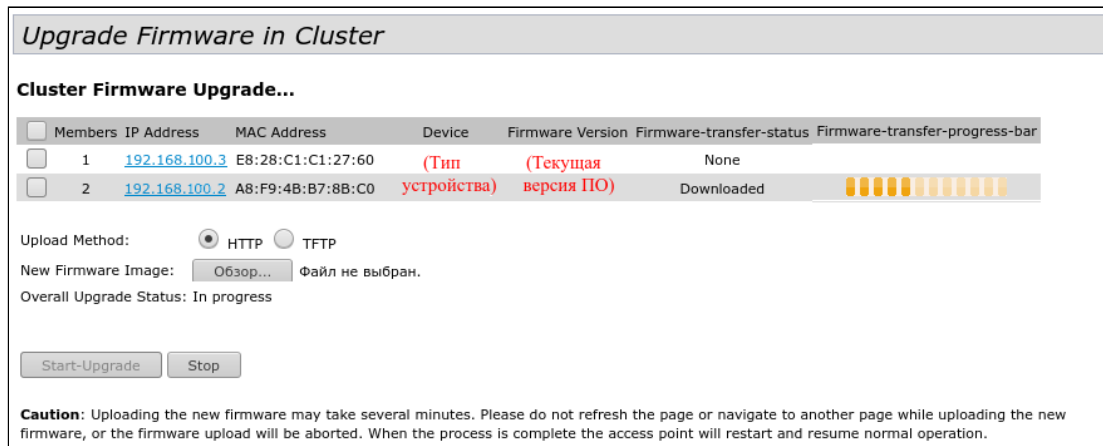 Upgrade Firmware in Cluster
Cluster Firmware Upgrade...
Members IP Address MAC Address Device Firmware Version Firmware-transfer-status Firmware-transfer-progress-bar
1 192.168.100.3 E8:28:C1:C1:27:60 (Тип (Текущая None
2 192.168.100.2 A8:F9:4B:B7:8B:C0 устройства) версия ПО) Downloaded
Upload Method: HTTP TFTP
New Firmware Image: Обзор... Файл не выбран.
Overall Upgrade Status: In progress
Start-Upgrade Stop
Caution: Uploading the new firmware may take several minutes. Please do not refresh the page or navigate to another page while uploading the new
firmware, or the firmware upload will be aborted. When the process is complete the access point will restart and resume normal operation.